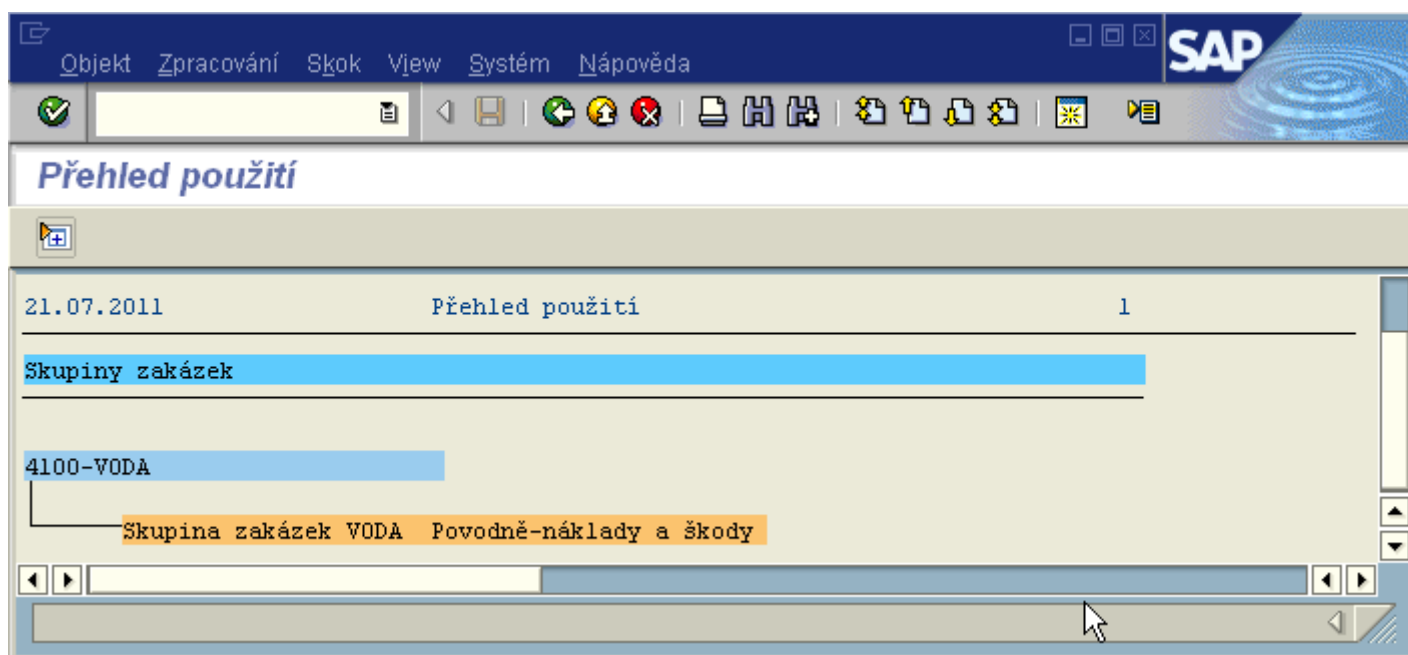 Objekt Zpracování Skok View Systém Nápověda
SAP
Přehled použití
21.07.2011 Přehled použití 1
Skupiny zakázek
4100-VODA
Skupina zakázek VODA Povodně-náklady a škody